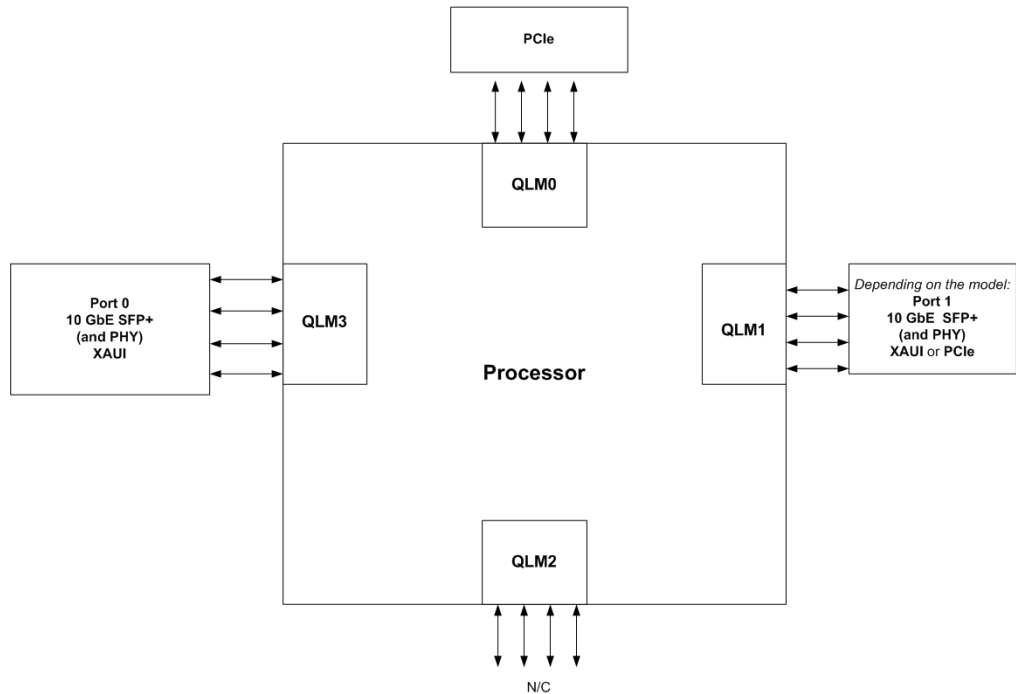 PCIe
QLM0
Port 0
10 GbE SFP+
(and PHY)
XAUI
QLM3
Processor
QLM1
Depending on the model:
Port 1
10 GbE SFP+
(and PHY)
XAUI or PCIe
QLM2
N/C